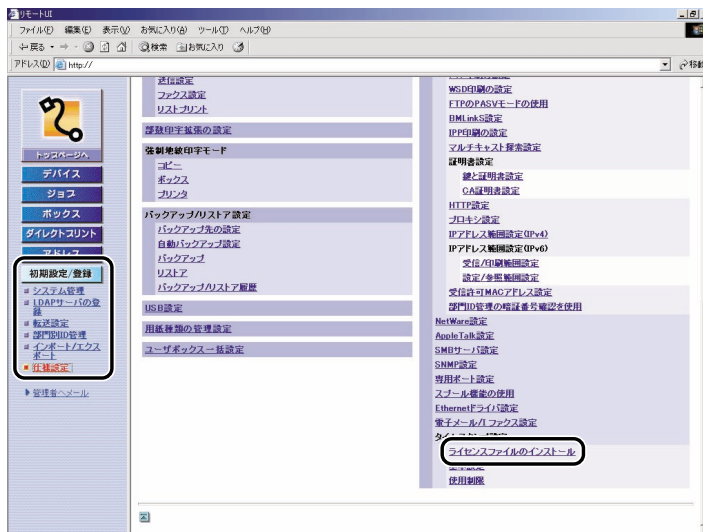 リモートUI
ファイル(F) 編集(E) 表示(V) お気に入り(A) ツール(T) ヘルプ(H)
戻る 検索 お気に入り
アドレス(D) http:// 移動
トップページへ
デバイス
ジョブ
ボックス
ダイレクトプリント
アドレス
初期設定/登録
システム管理
LDAPサーバの登
録
転送設定
部門別ID管理
インポート/エクス
ポート
仕様設定
管理者へメール
送信設定
ファクス設定
リストプリント
部数印字拡張の設定
強制地紋印字モード
コピー
ボックス
プリンタ
バックアップ/リストア設定
バックアップ先の設定
自動バックアップ設定
バックアップ
リストア
バックアップ/リストア履歴
USB設定
用紙種類の管理設定
ユーザボックス一括設定
WSD印刷の設定
FTPのPASVモードの使用
BMLinkS設定
IPP印刷の設定
マルチキャスト探索設定
証明書設定
鍵と証明書設定
CA証明書設定
HTTP設定
プロキシ設定
IPアドレス範囲設定(IPv4)
IPアドレス範囲設定(IPv6)
受信/印刷範囲設定
設定/参照範囲設定
受信許可MACアドレス設定
部門ID管理の暗証番号確認を使用
NetWare設定
AppleTalk設定
SMBサーバ設定
SNMP設定
専用ポート設定
スプール機能の使用
Ethernetドライバ設定
電子メール/I ファクス設定
タイムスタンプ設定
ライセンスファイルのインストール
基本設定
使用制限